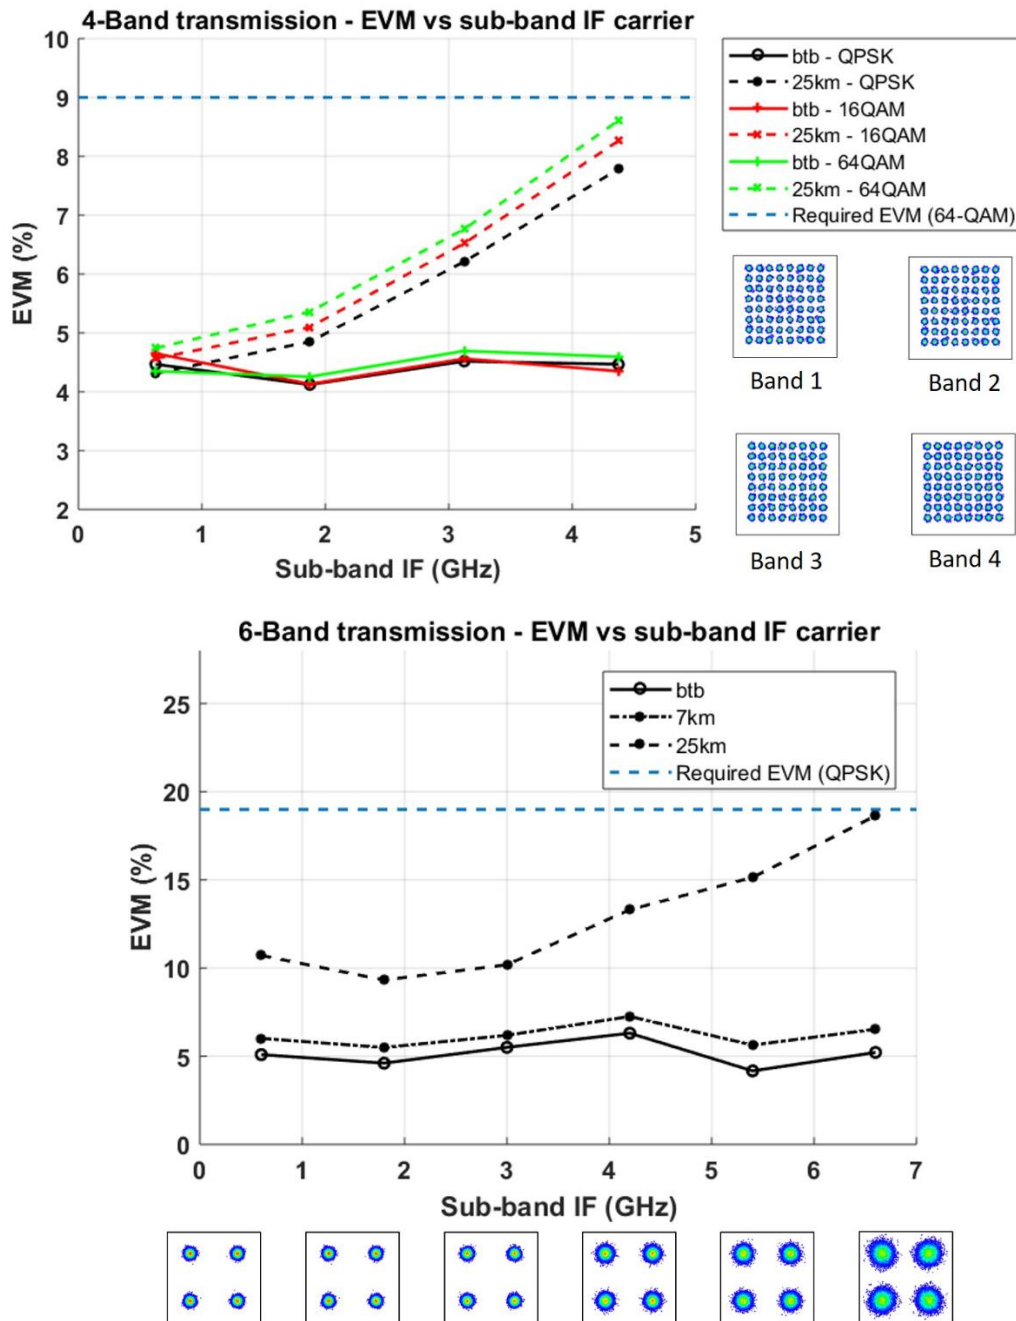 4-Band transmission - EVM vs sub-band IF carrier
10
9
8
7
6
5
4
3
2
0 1 2 3 4 5
EVM (%)
Sub-band IF (GHz)
btb - QPSK
25km - QPSK
btb - 16QAM
25km - 16QAM
btb - 64QAM
25km - 64QAM
Required EVM (64-QAM)
Band 1 Band 2
Band 3 Band 4
6-Band transmission - EVM vs sub-band IF carrier
25
20
15
10
5
0
0 1 2 3 4 5 6 7
EVM (%)
Sub-band IF (GHz)
btb
7km
25km
Required EVM (QPSK)